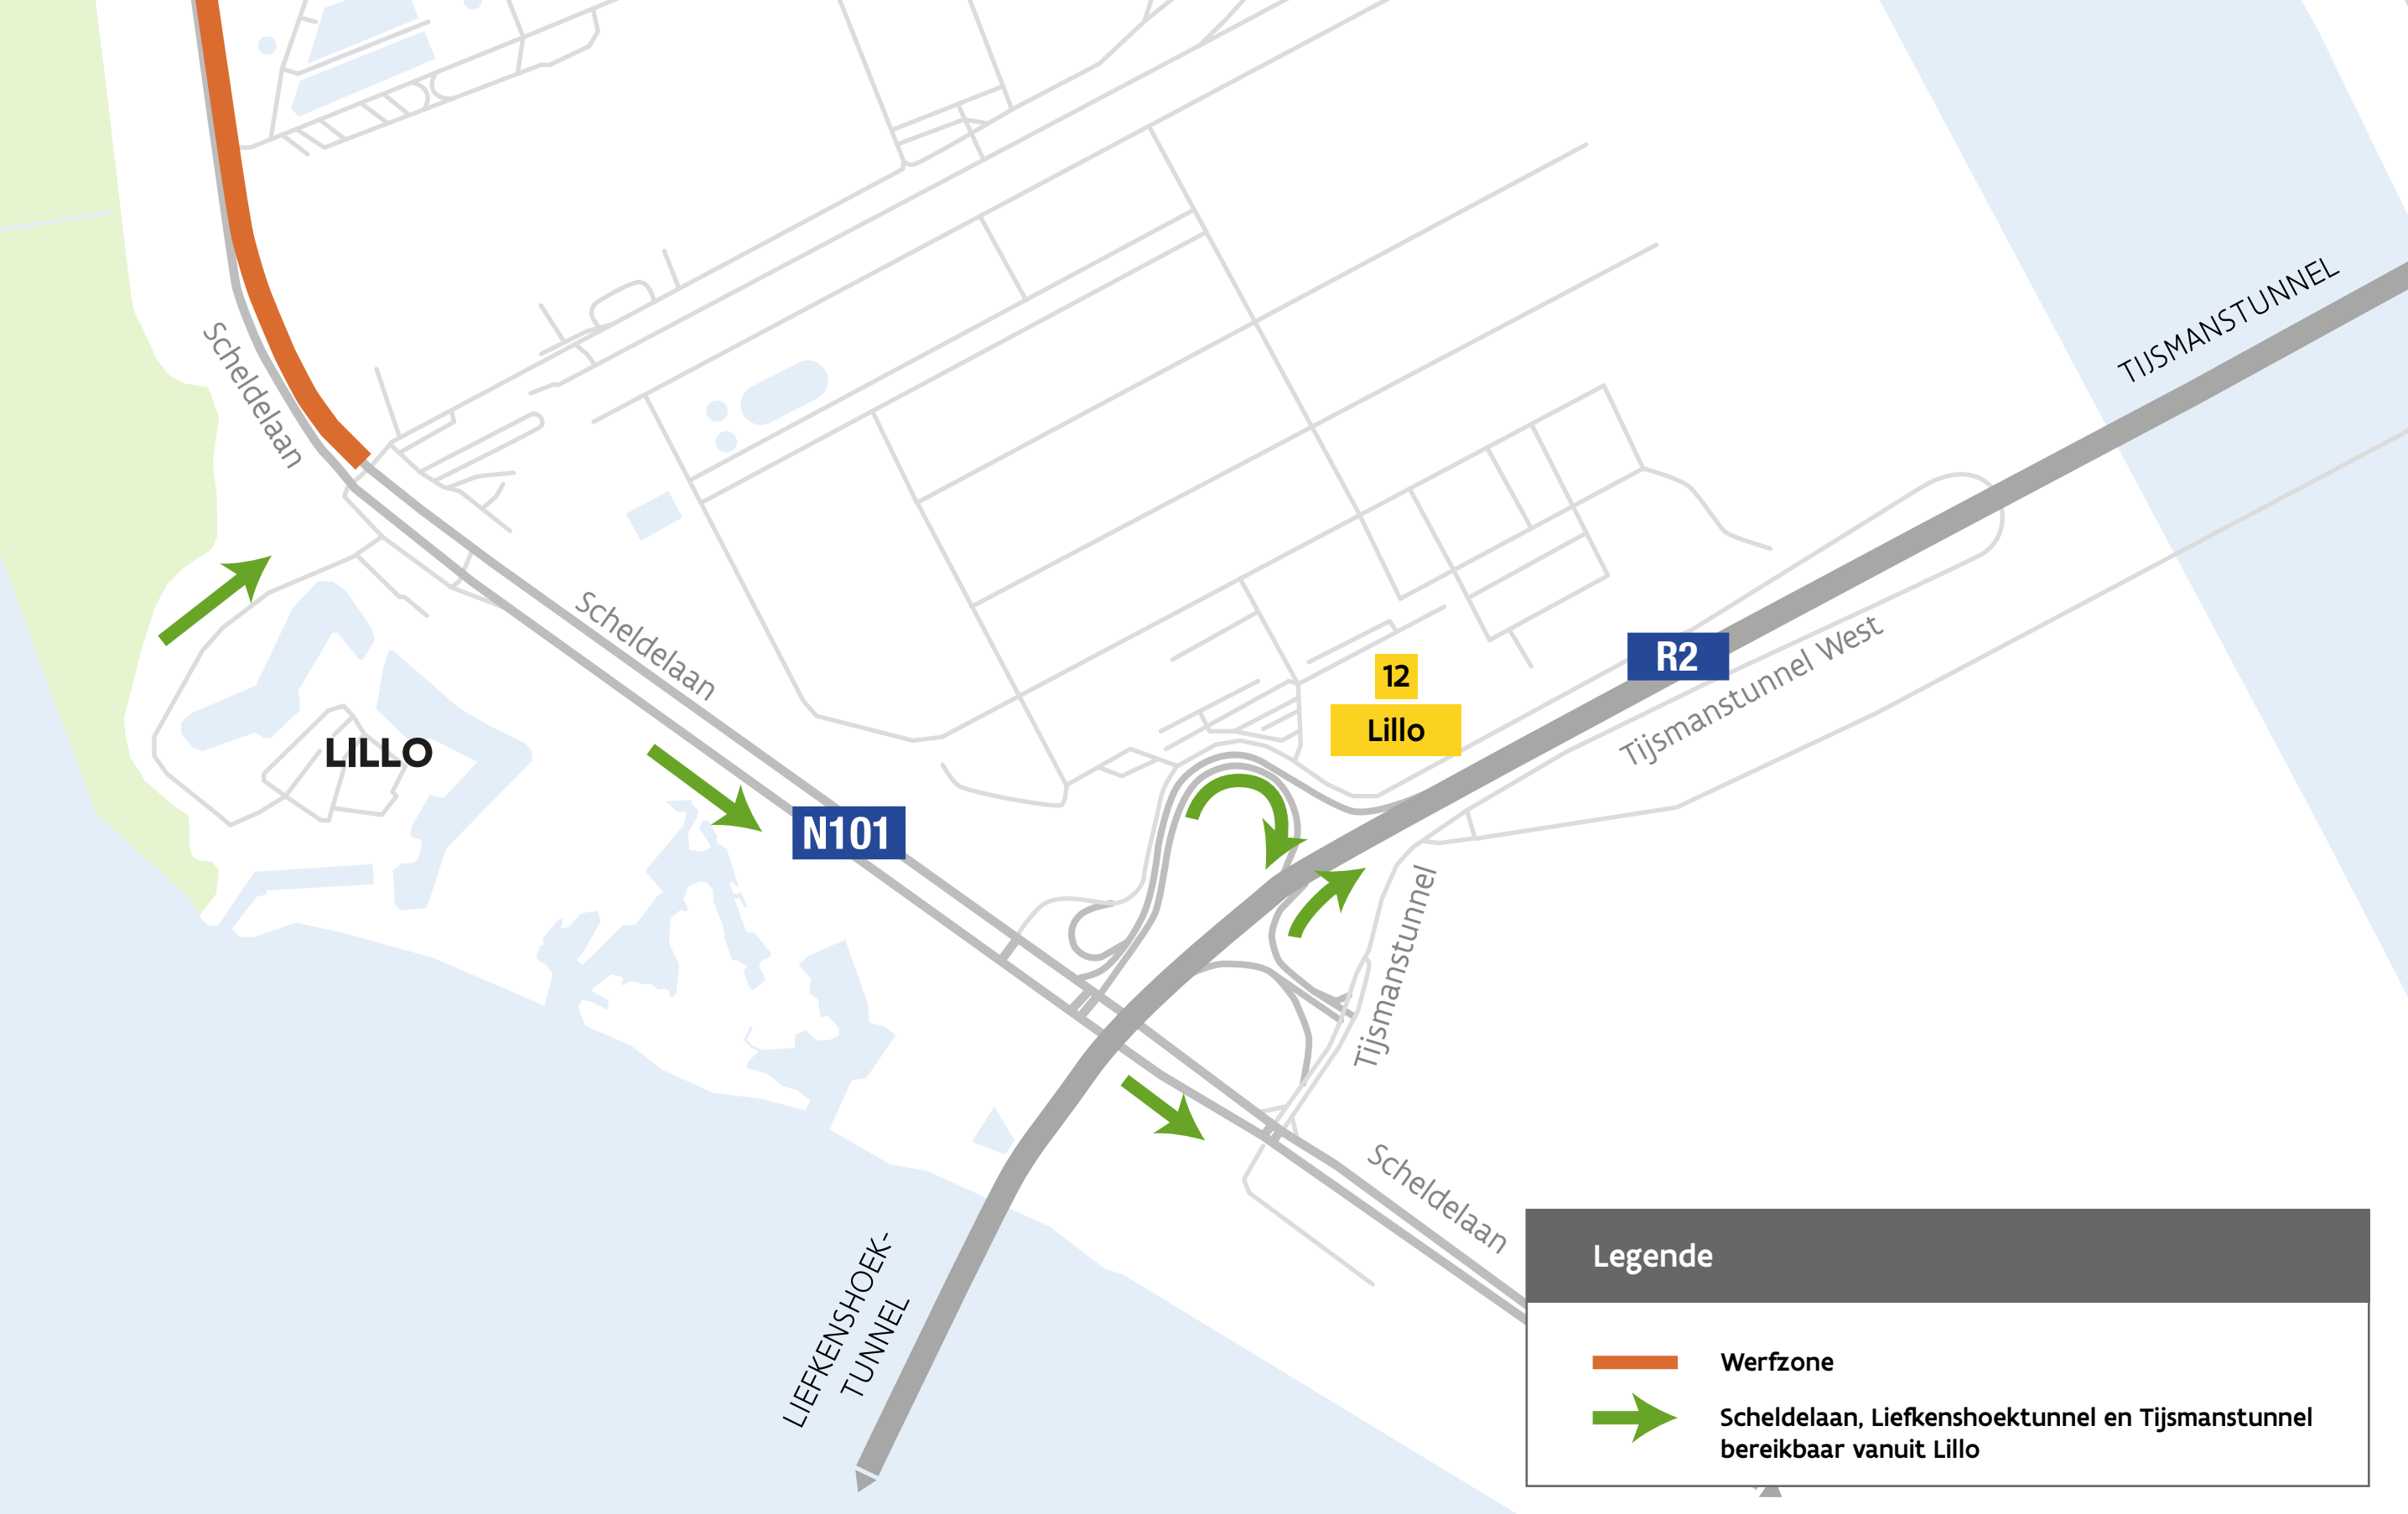 TIJSMANSTUNNEL
Scheldelaan
Scheldelaan
R2
Tijsmanstunnel West
12
Lillo
LILLO
N101
Tijsmanstunnel
Scheldelaan
LIEFKENSHOEK-
TUNNEL
Legende
Werfzone
Scheldelaan, Liefkenshoektunnel en Tijsmanstunnel
bereikbaar vanuit Lillo